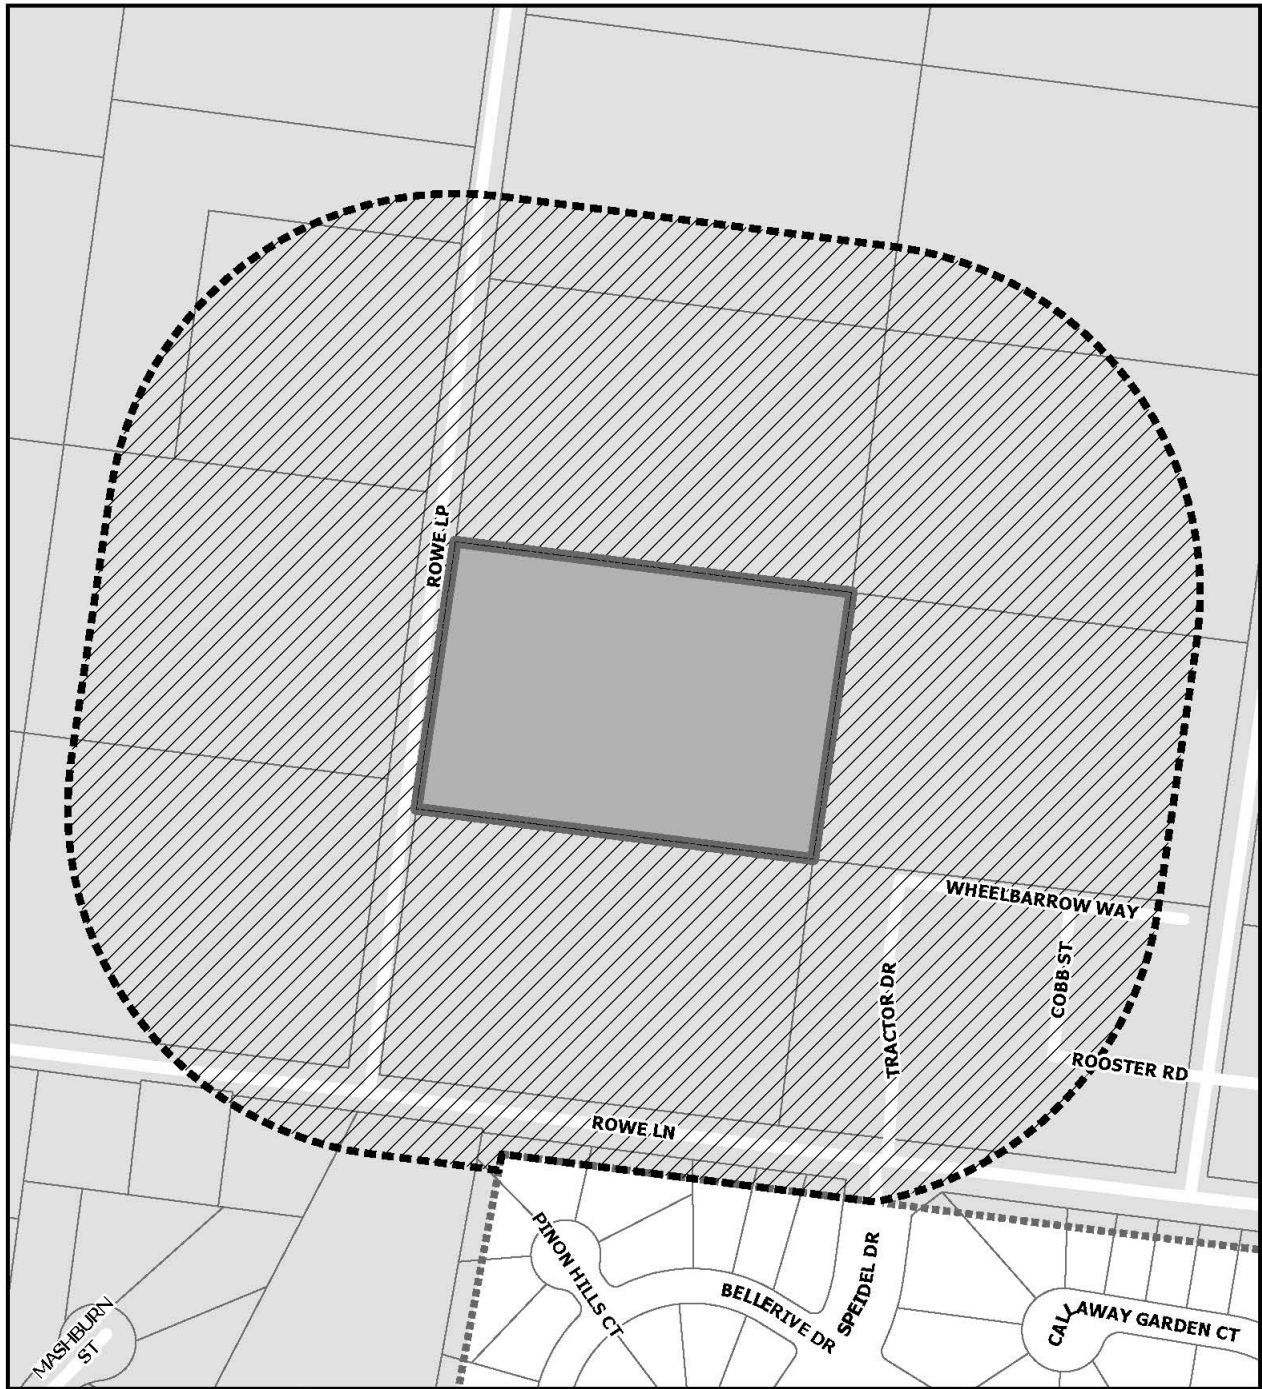 ROWE LP
WHEELBARROW WAY
TRACTOR DR
COBB ST
ROOSTER RD
ROWE LN
PINON HILLS CT
BELLERIVE DR
SPEIDEL DR
CALLAWAY GARDEN CT
MASHBURN
ST